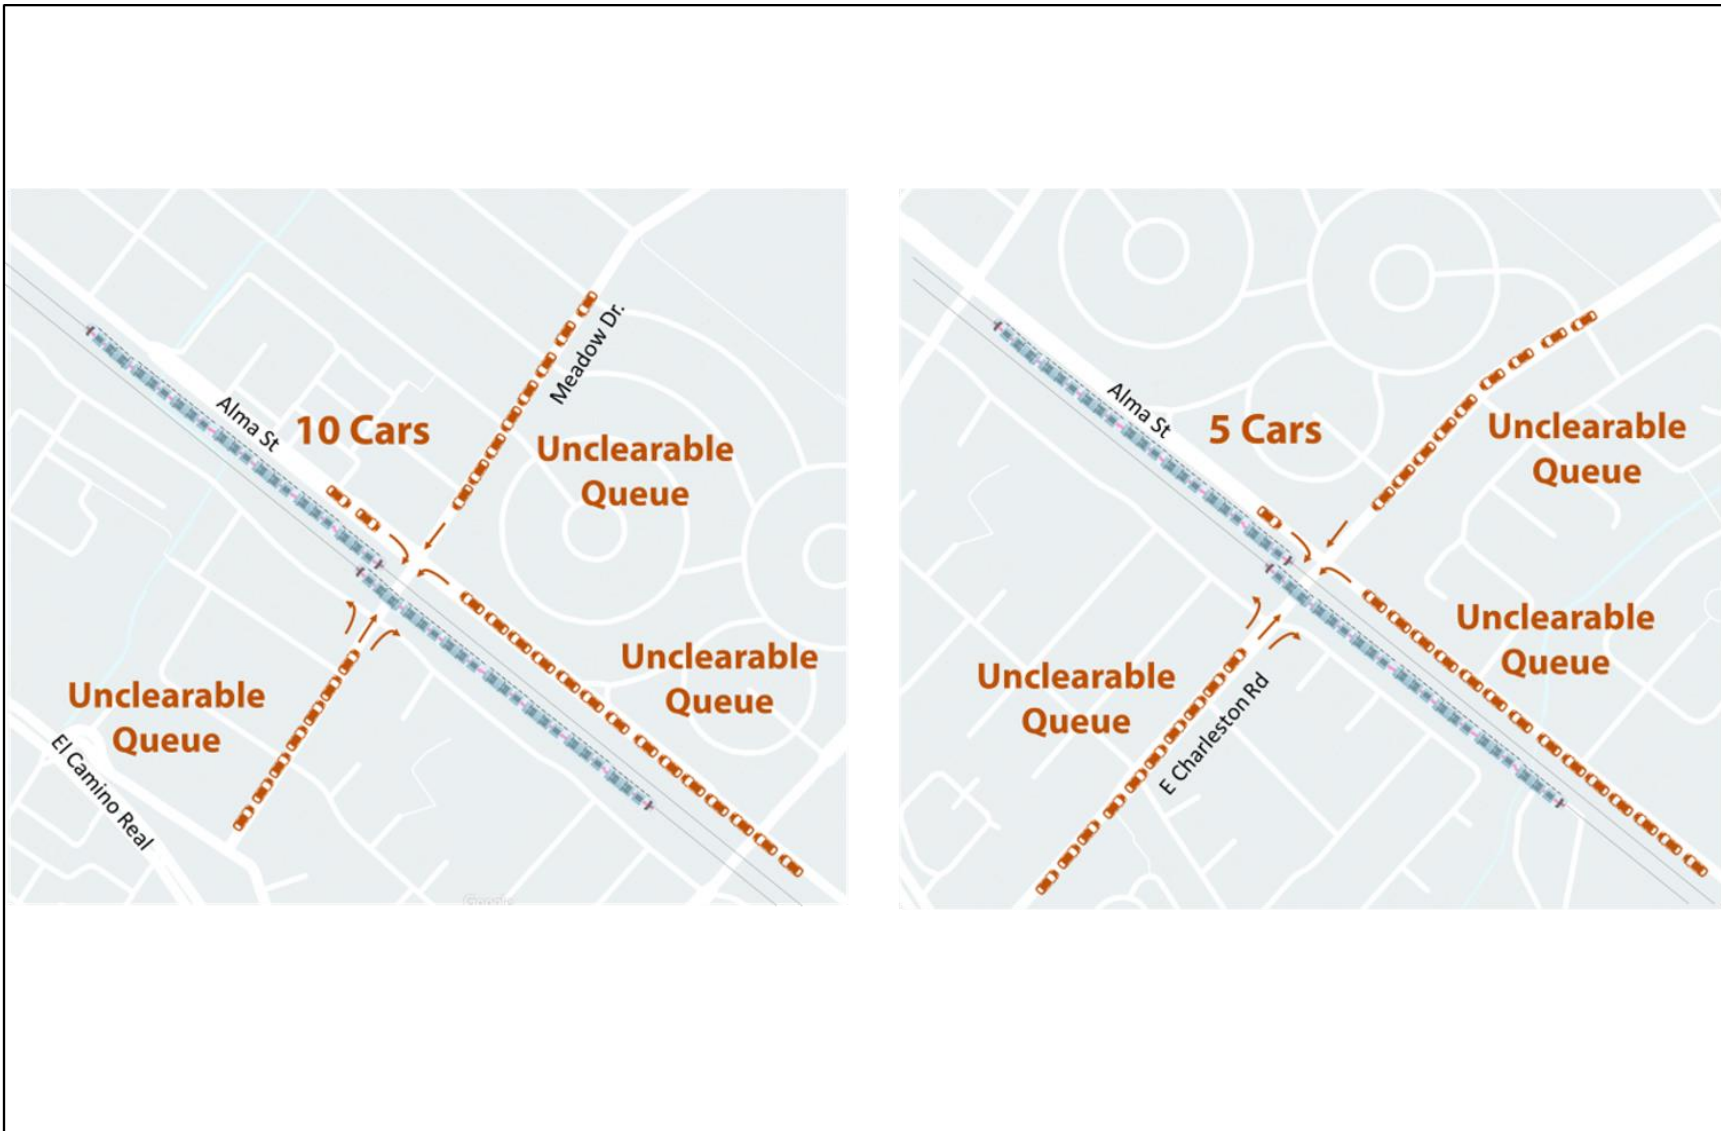 Meadow Dr.
Alma St
10 Cars
Unclearable
Queue
Unclearable
Queue
Unclearable
Queue
El Camino Real
Google
Alma St
5 Cars
Unclearable
Queue
Unclearable
Queue
Unclearable
Queue
E Charleston Rd